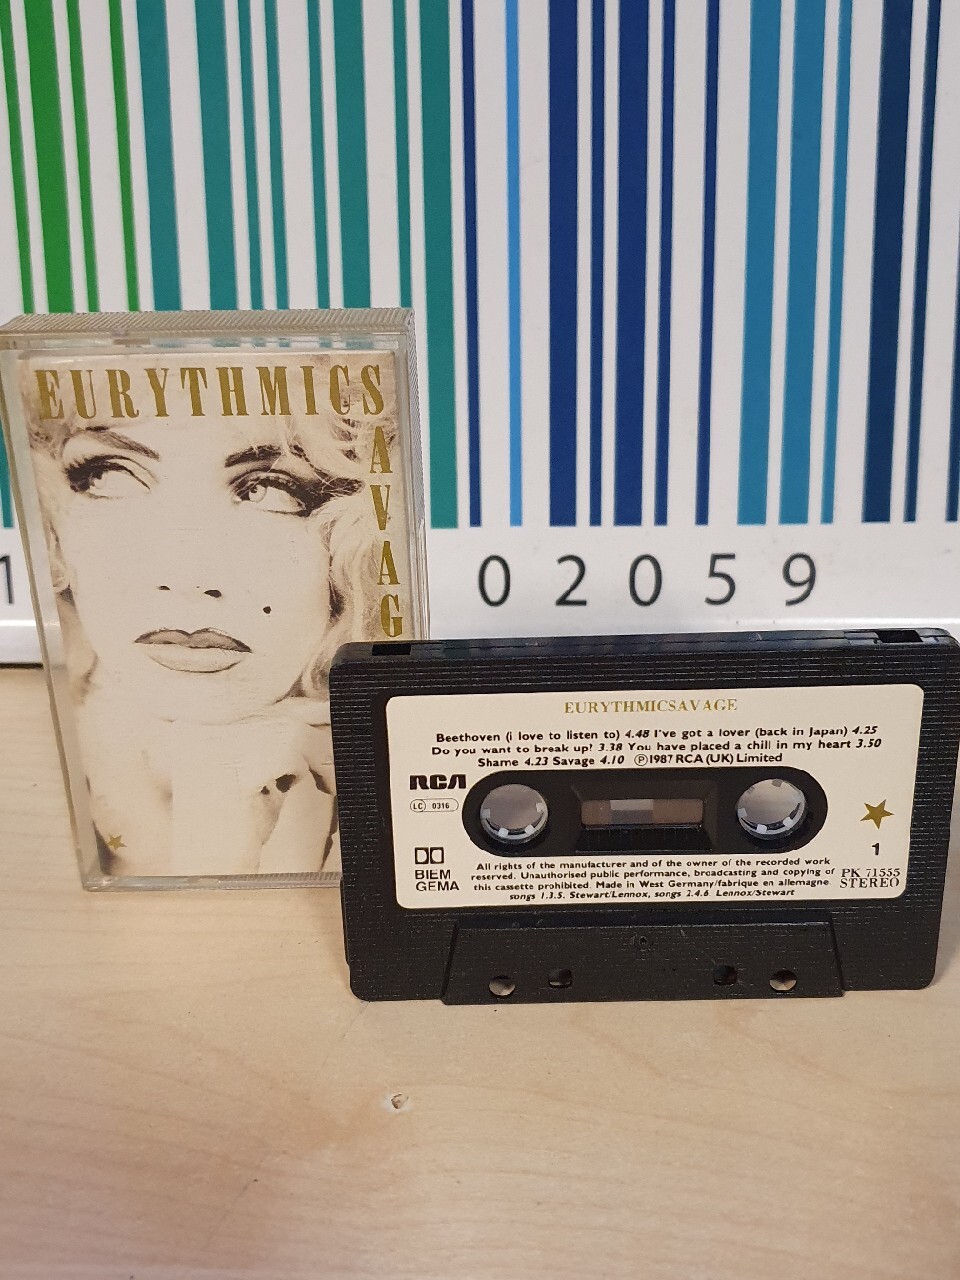 EURYTHMICS
AVAG
1 02059
EURYTHMICSAVAGE
Beethoven (i love to listen to) 4.48 I've got a lover (back in Japan) 4.25
Do you want to break up? 3.38 You have placed a chill in my heart 3.50
Shame 4.23 Savage 4.10 Ⓟ1987 RCA (UK) Limited
RCA
LC 0316
1
BIEM
GEMA
All rights of the manufacturer and of the owner of the recorded work
reserved. Unauthorised public performance, broadcasting and copying of
this cassette prohibited. Made in West Germany/fabrique en allemagne
songs 1.3.5. Stewart/Lennox, songs 2.4.6. Lennox/Stewart
PK 71555
STEREO